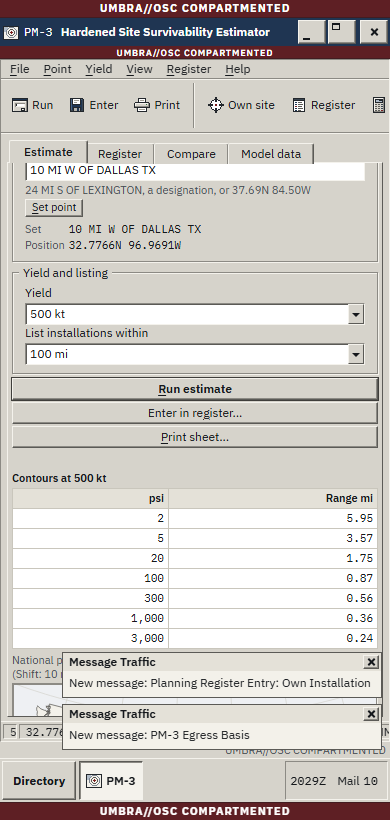 UMBRA//OSC COMPARTMENTED
PM-3 Hardened Site Survivability Estimator
UMBRA//OSC COMPARTMENTED
File Point Yield View Register Help
Run Enter Print Own site Register
Estimate Register Compare Model data
10 MI W OF DALLAS TX
24 MI S OF LEXINGTON, a designation, or 37.69N 84.50W
Set point
Set 10 MI W OF DALLAS TX
Position 32.7766N 96.9691W
Yield and listing
Yield
500 kt
List installations within
100 mi
Run estimate
Enter in register...
Print sheet...
Contours at 500 kt
psi Range mi
2 5.95
5 3.57
20 1.75
100 0.87
300 0.56
1,000 0.36
3,000 0.24
National p
(Shift: 10
Message Traffic
New message: Planning Register Entry: Own Installation
Message Traffic
New message: PM-3 Egress Basis
5 32.776
UMBRA//OSC COMPARTMENTED
Directory PM-3 2029Z Mail 10
UMBRA//OSC COMPARTMENTED